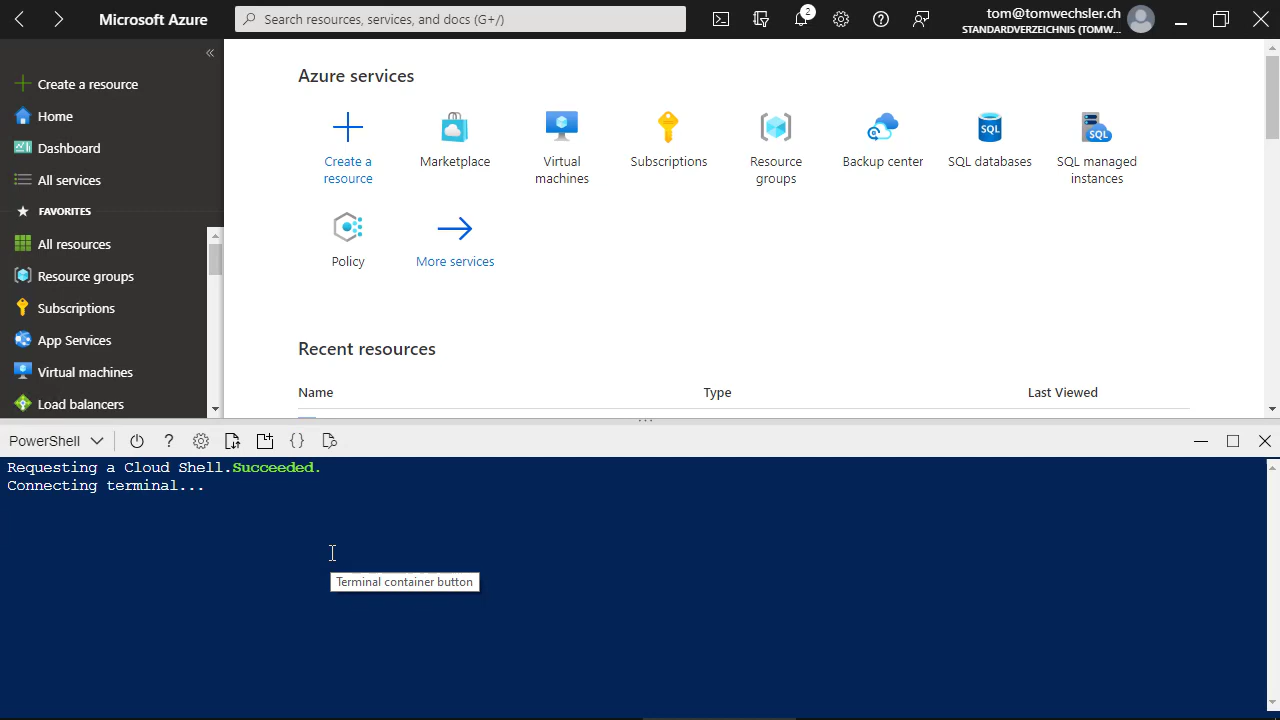 Microsoft Azure
Search resources, services, and docs (G+/)
2
tom@tomwechsler.ch
STANDARDVERZEICHNIS (TOMW...
Create a resource
Home
Dashboard
All services
FAVORITES
All resources
Resource groups
Subscriptions
App Services
Virtual machines
Load balancers
Azure services
Create a
resource
Marketplace
Virtual
machines
Subscriptions
Resource
groups
Backup center
SQL
SQL databases
SQL
SQL managed
instances
Policy
More services
Recent resources
Name
Type
Last Viewed
PowerShell
Requesting a Cloud Shell.Succeeded.
Connecting terminal...
Terminal container button